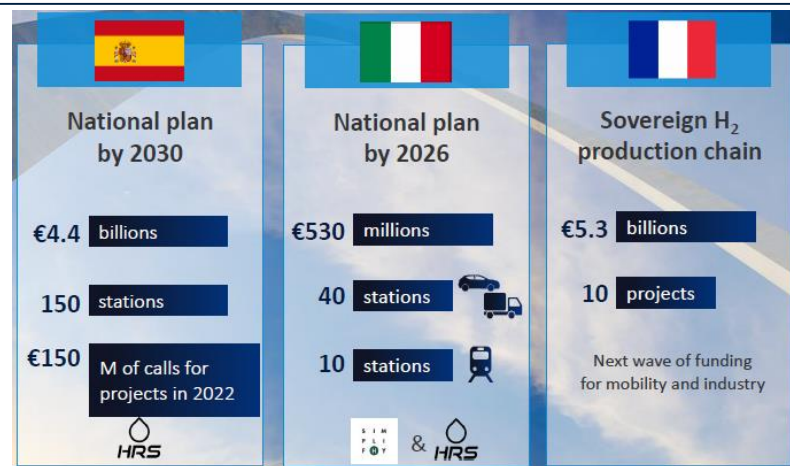 National plan
by 2030
€4.4 billions
150 stations
€150 M of calls for
projects in 2022
HRS
National plan
by 2026
€530 millions
40 stations
10 stations
SIM
PLI
FHY & HRS
Sovereign H₂
production chain
€5.3 billions
10 projects
Next wave of funding
for mobility and industry